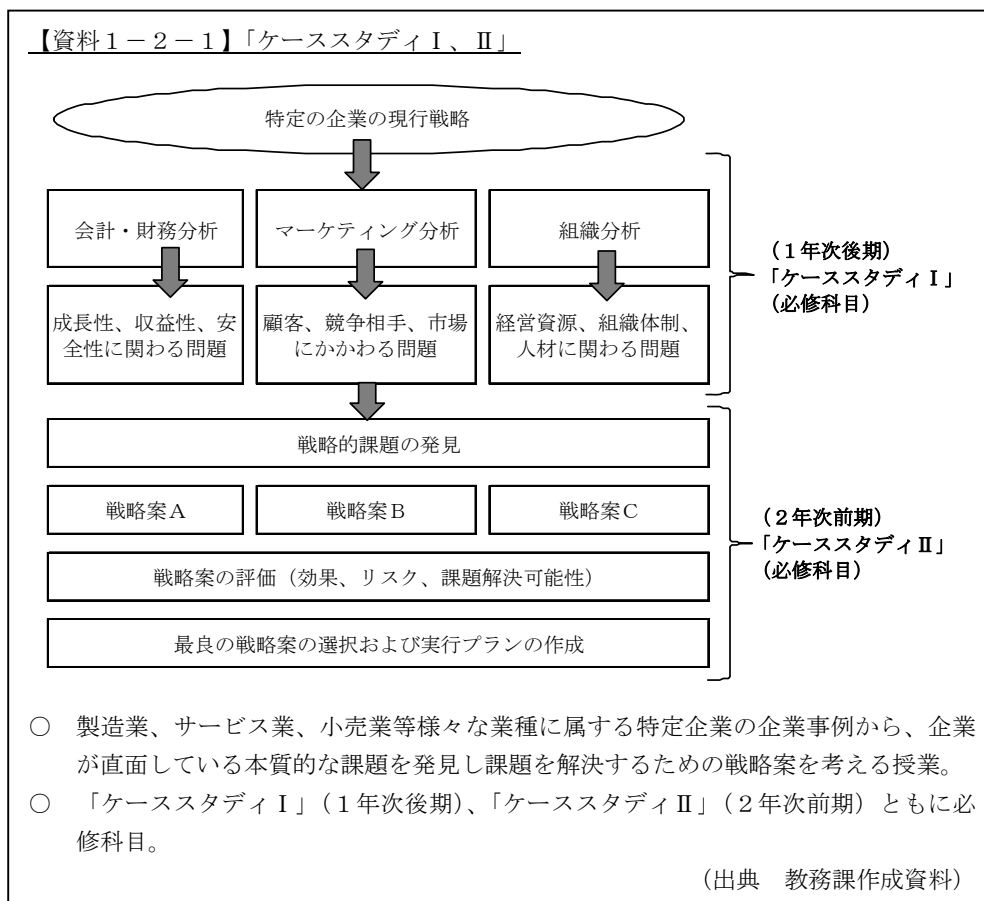 【資料1-2-1】「ケーススタディⅠ、Ⅱ」
特定の企業の現行戦略
会計・財務分析
マーケティング分析
組織分析
成長性、収益性、安
全性に関わる問題
顧客、競争相手、市場
にかかわる問題
経営資源、組織体制、
人材に関わる問題
(1年次後期)
「ケーススタディⅠ」
(必修科目)
戦略的課題の発見
戦略案A
戦略案B
戦略案C
戦略案の評価(効果、リスク、課題解決可能性)
最良の戦略案の選択および実行プランの作成
(2年次前期)
「ケーススタディⅡ」
(必修科目)
○ 製造業、サービス業、小売業等様々な業種に属する特定企業の企業事例から、企業
が直面している本質的な課題を発見し課題を解決するための戦略案を考える授業。
○ 「ケーススタディⅠ」(1年次後期)、「ケーススタディⅡ」(2年次前期)ともに必
修科目。
(出典 教務課作成資料)